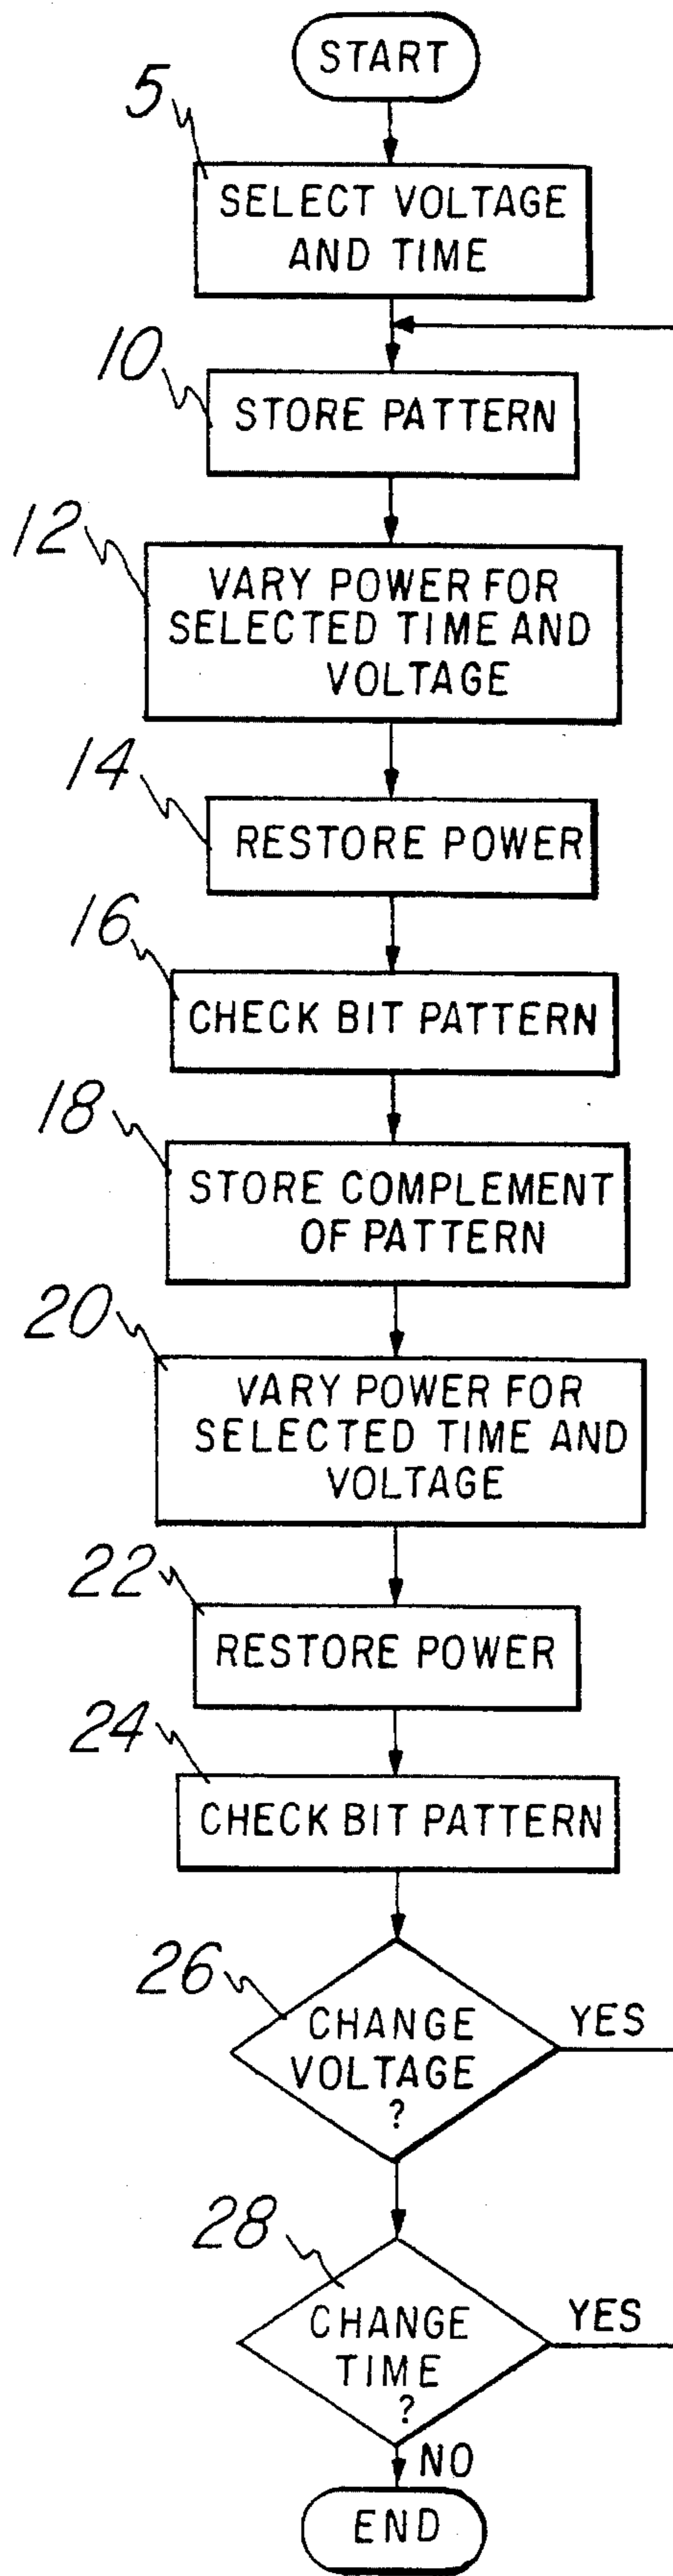 START
5
SELECT VOLTAGE
AND TIME
10
STORE PATTERN
12
VARY POWER FOR
SELECTED TIME AND
VOLTAGE
14
RESTORE POWER
16
CHECK BIT PATTERN
18
STORE COMPLEMENT
OF PATTERN
20
VARY POWER FOR
SELECTED TIME AND
VOLTAGE
22
RESTORE POWER
24
CHECK BIT PATTERN
26
CHANGE
VOLTAGE
?
YES
28
CHANGE
TIME
?
YES
NO
END